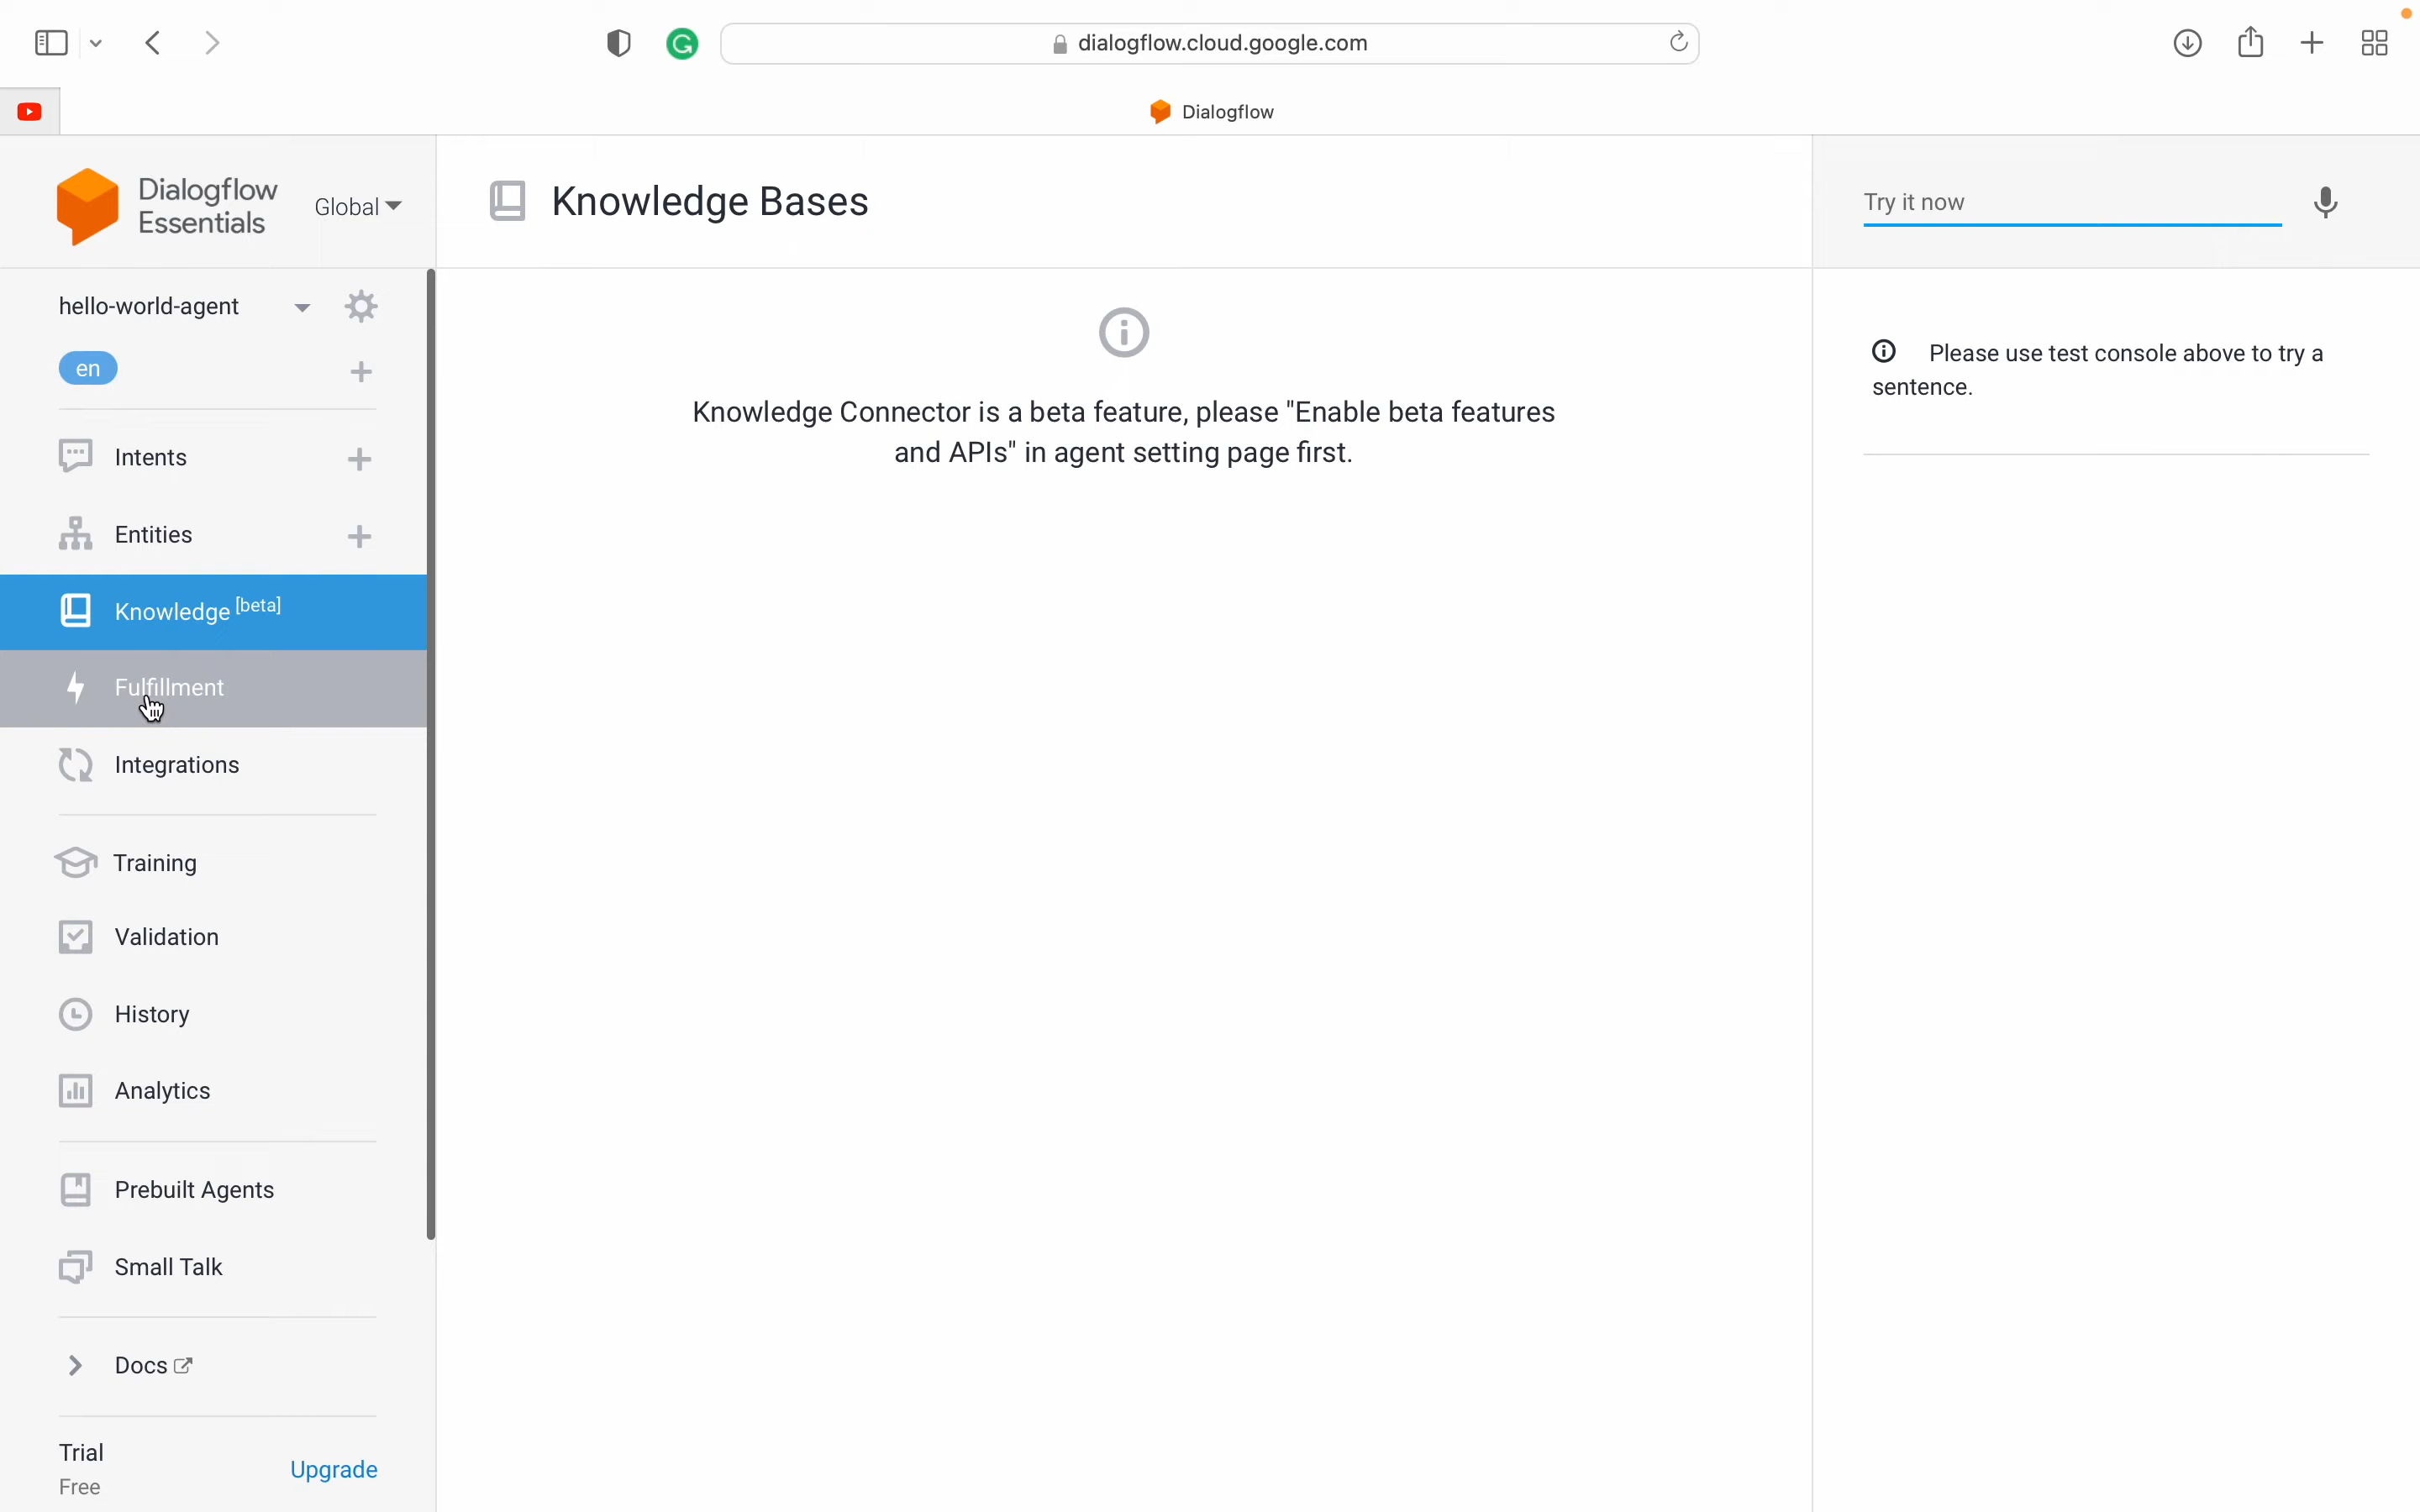 dialogflow.cloud.google.com
Dialogflow
Dialogflow
Essentials
Global
Knowledge Bases
Try it now
hello-world-agent
en
Knowledge Connector is a beta feature, please "Enable beta features
and APIs" in agent setting page first.
Please use test console above to try a
sentence.
Intents
Entities
Knowledge [beta]
Fulfillment
Integrations
Training
Validation
History
Analytics
Prebuilt Agents
Small Talk
Docs
Trial
Free
Upgrade